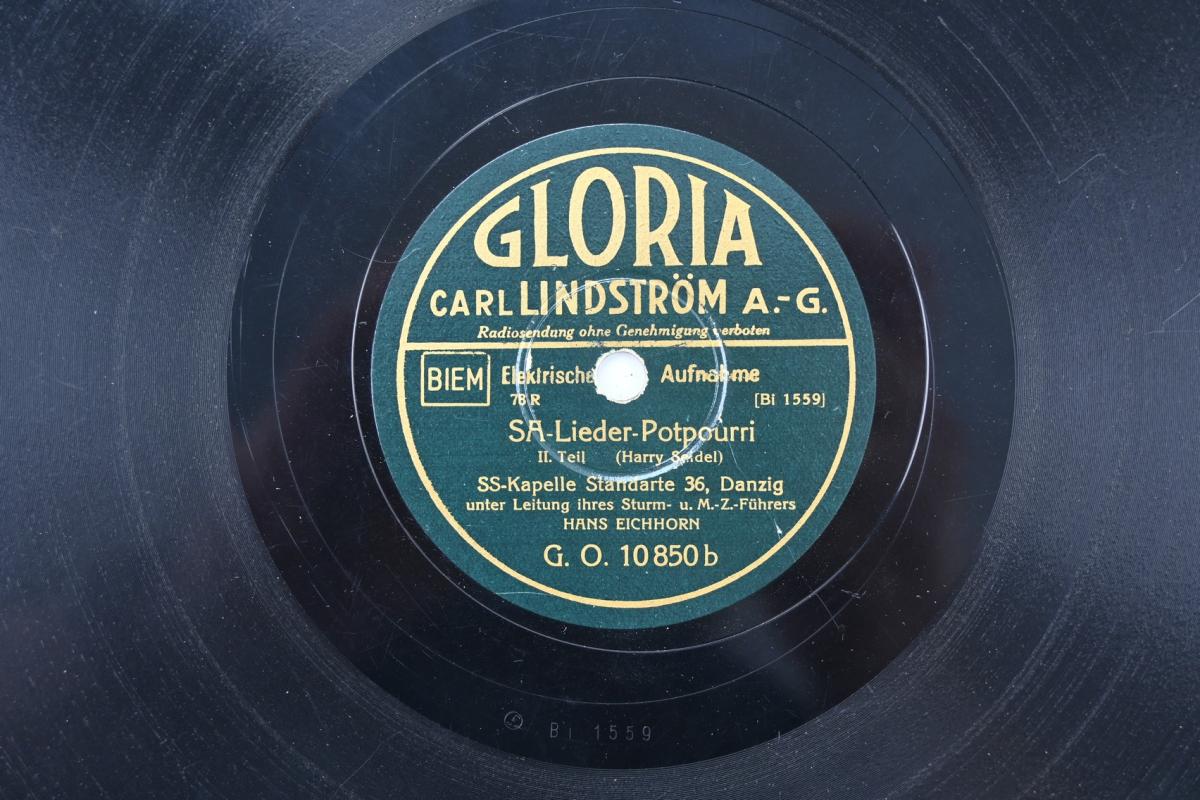 GLORIA
CARL LINDSTRÖM A.-G.
Radiosendung ohne Genehmigung verboten
BIEM Elektrische Aufnahme
78 R [Bi 1559]
SA-Lieder-Potpourri
II. Teil (Harry Seidel)
SS-Kapelle Standarte 36, Danzig
unter Leitung ihres Sturm- u. M.-Z.-Führers
HANS EICHHORN
G. O. 10850 b
Bi 1559